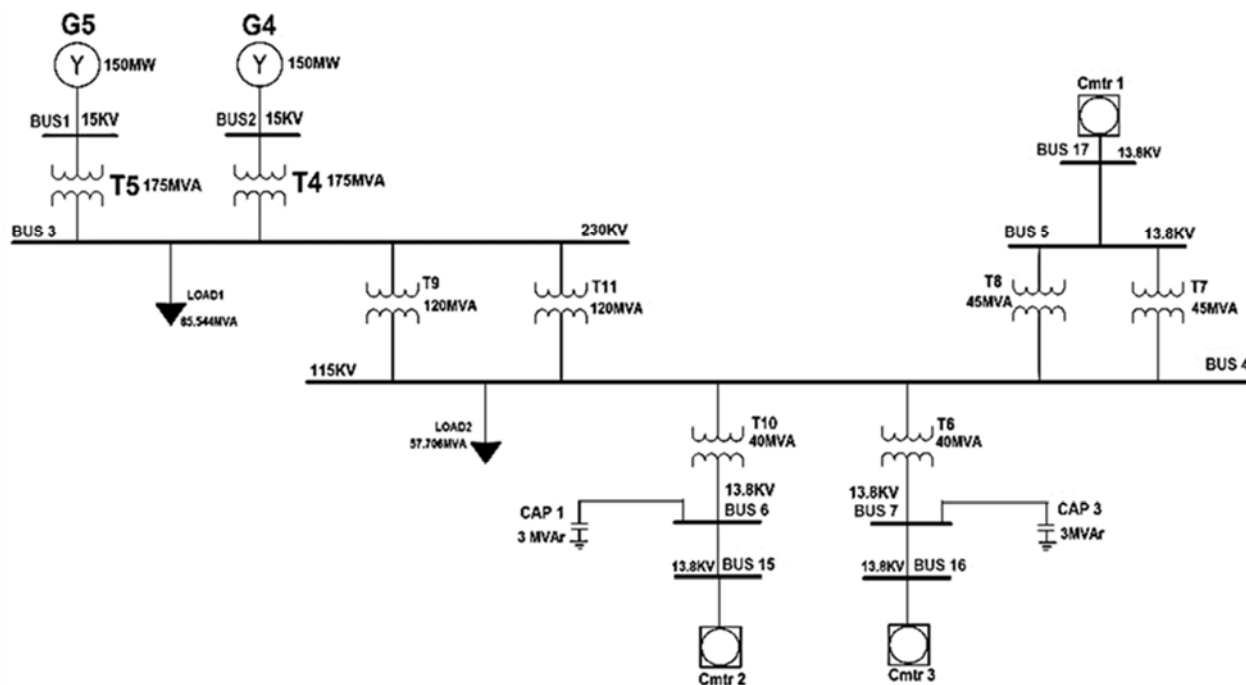 G5
G4
Y 150MW
Y 150MW
Cmtr 1
BUS1 15KV
BUS2 15KV
BUS 17 13.8KV
T5 175MVA
T4 175MVA
BUS 3 230KV
BUS 5 13.8KV
T9
120MVA
T11
120MVA
T8
45MVA
T7
45MVA
LOAD1
85.544MVA
115KV
BUS 4
LOAD2
57.706MVA
T10
40MVA
T6
40MVA
13.8KV
BUS 6
13.8KV
BUS 7
CAP 1
3 MVAr
CAP 3
3MVAr
13.8KV BUS 15
13.8KV BUS 16
Cmtr 2
Cmtr 3